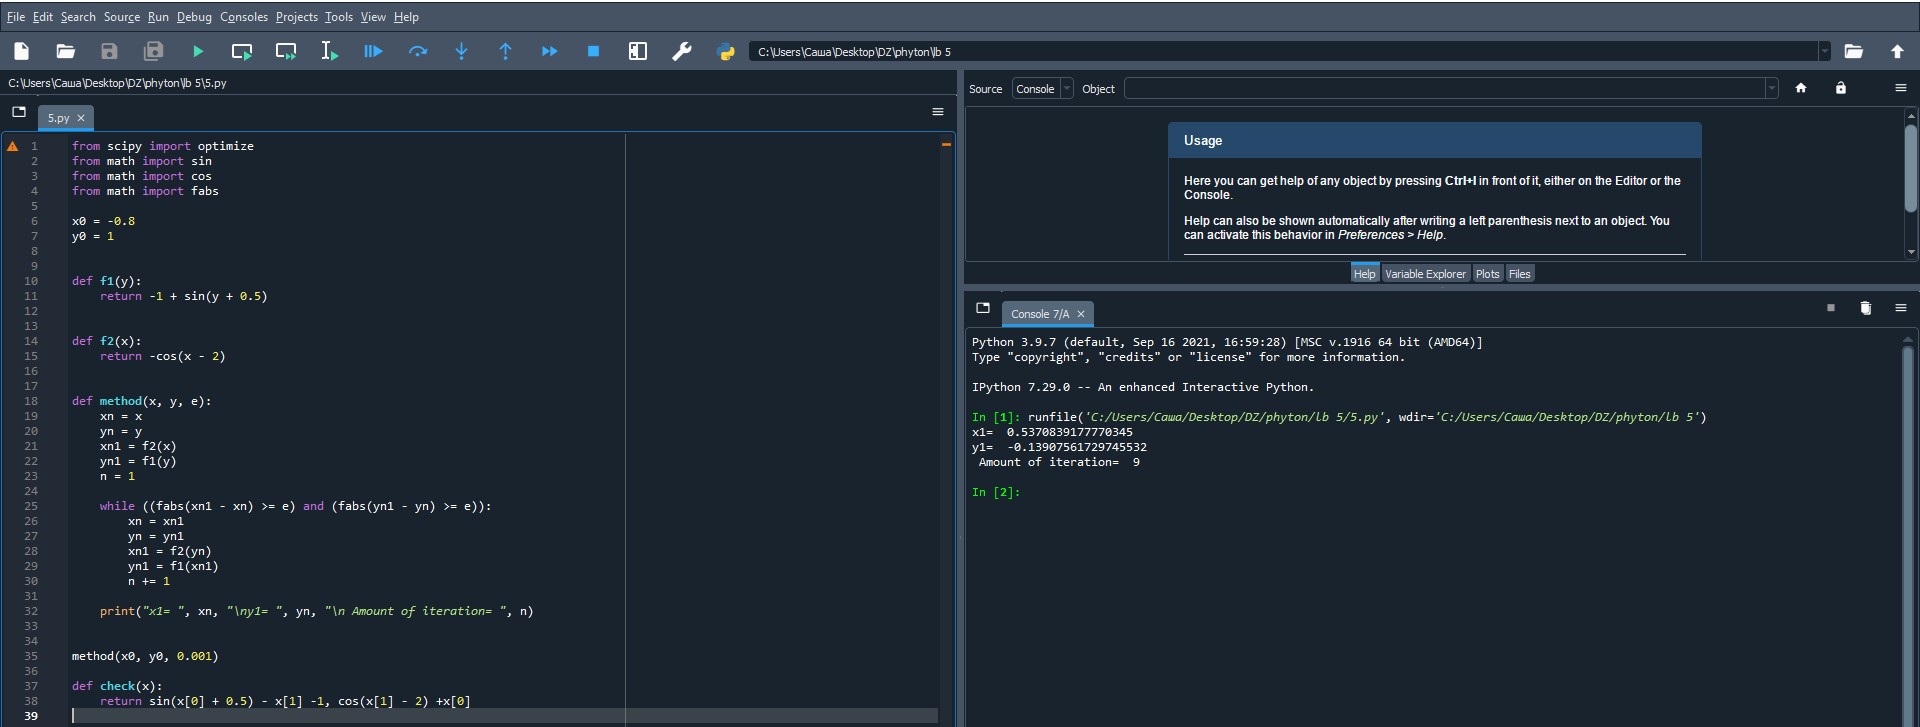 File Edit Search Source Run Debug Consoles Projects Tools View Help
C:\Users\Саша\Desktop\DZ\phyton\lb 5
C:\Users\Саша\Desktop\DZ\phyton\lb 5\5.py
5.py
1 from scipy import optimize
2 from math import sin
3 from math import cos
4 from math import fabs
5
6 x0 = -0.8
7 y0 = 1
8
9
10 def f1(y):
11     return -1 + sin(y + 0.5)
12
13
14 def f2(x):
15     return -cos(x - 2)
16
17
18 def method(x, y, e):
19     xn = x
20     yn = y
21     xn1 = f2(x)
22     yn1 = f1(y)
23     n = 1
24
25     while ((fabs(xn1 - xn) >= e) and (fabs(yn1 - yn) >= e)):
26         xn = xn1
27         yn = yn1
28         xn1 = f2(yn)
29         yn1 = f1(xn1)
30         n += 1
31
32     print("x1= ", xn, "\ny1= ", yn, "\n Amount of iteration= ", n)
33
34
35 method(x0, y0, 0.001)
36
37 def check(x):
38     return sin(x[0] + 0.5) - x[1] -1, cos(x[1] - 2) +x[0]
39
Source Console Object
Usage
Here you can get help of any object by pressing Ctrl+I in front of it, either on the Editor or the
Console.
Help can also be shown automatically after writing a left parenthesis next to an object. You
can activate this behavior in Preferences > Help.
Help Variable Explorer Plots Files
Console 7/A
Python 3.9.7 (default, Sep 16 2021, 16:59:28) [MSC v.1916 64 bit (AMD64)]
Type "copyright", "credits" or "license" for more information.
IPython 7.29.0 -- An enhanced Interactive Python.
In [1]: runfile('C:/Users/Саша/Desktop/DZ/phyton/lb 5/5.py', wdir='C:/Users/Саша/Desktop/DZ/phyton/lb 5')
x1=  0.5370839177770345
y1=  -0.13907561729745532
 Amount of iteration=  9
In [2]: